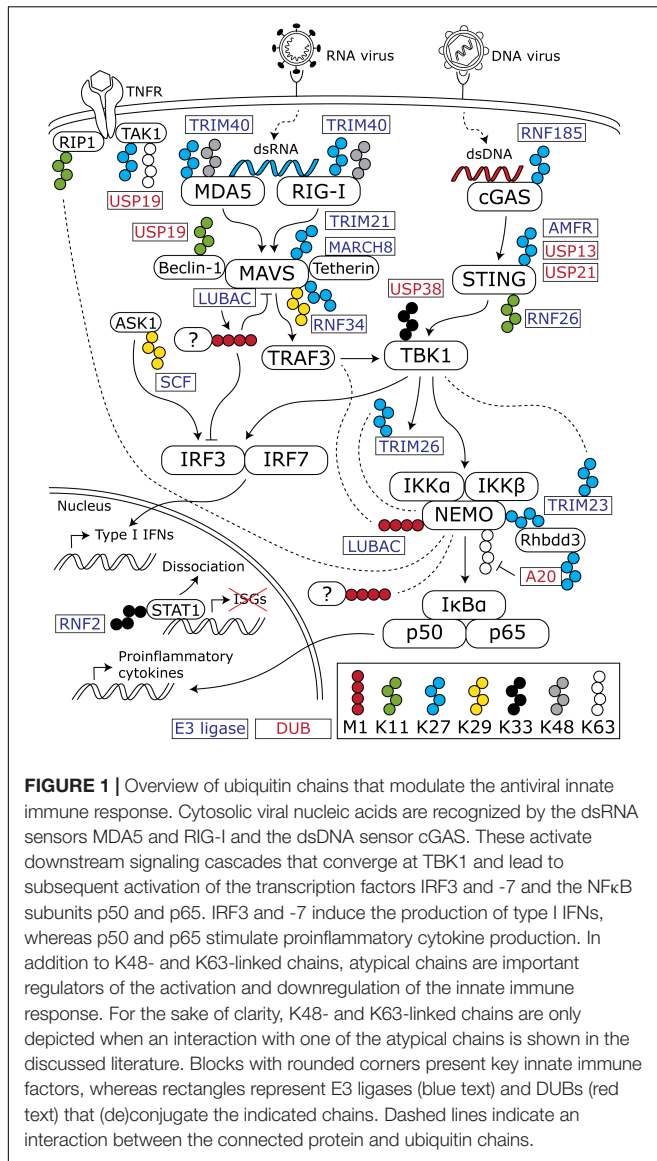 RNA virus
DNA virus
TNFR
RIP1
TAK1
USP19
TRIM40
TRIM40
dsRNA
MDA5
RIG-I
RNF185
dsDNA
cGAS
USP19
TRIM21
MARCH8
Beclin-1
MAVS
Tetherin
AMFR
USP13
USP21
STING
LUBAC
RNF34
USP38
RNF26
ASK1
?
TRAF3
TBK1
SCF
IRF3
IRF7
TRIM26
IKKα
IKKβ
NEMO
TRIM23
Rhbdd3
LUBAC
A20
Nucleus
Type I IFNs
Dissociation
ISGs
STAT1
RNF2
?
IκBα
p50
p65
Proinflammatory
cytokines
E3 ligase
DUB
M1 K11 K27 K29 K33 K48 K63
FIGURE 1 | Overview of ubiquitin chains that modulate the antiviral innate
immune response. Cytosolic viral nucleic acids are recognized by the dsRNA
sensors MDA5 and RIG-I and the dsDNA sensor cGAS. These activate
downstream signaling cascades that converge at TBK1 and lead to
subsequent activation of the transcription factors IRF3 and -7 and the NFκB
subunits p50 and p65. IRF3 and -7 induce the production of type I IFNs,
whereas p50 and p65 stimulate proinflammatory cytokine production. In
addition to K48- and K63-linked chains, atypical chains are important
regulators of the activation and downregulation of the innate immune
response. For the sake of clarity, K48- and K63-linked chains are only
depicted when an interaction with one of the atypical chains is shown in the
discussed literature. Blocks with rounded corners present key innate immune
factors, whereas rectangles represent E3 ligases (blue text) and DUBs (red
text) that (de)conjugate the indicated chains. Dashed lines indicate an
interaction between the connected protein and ubiquitin chains.